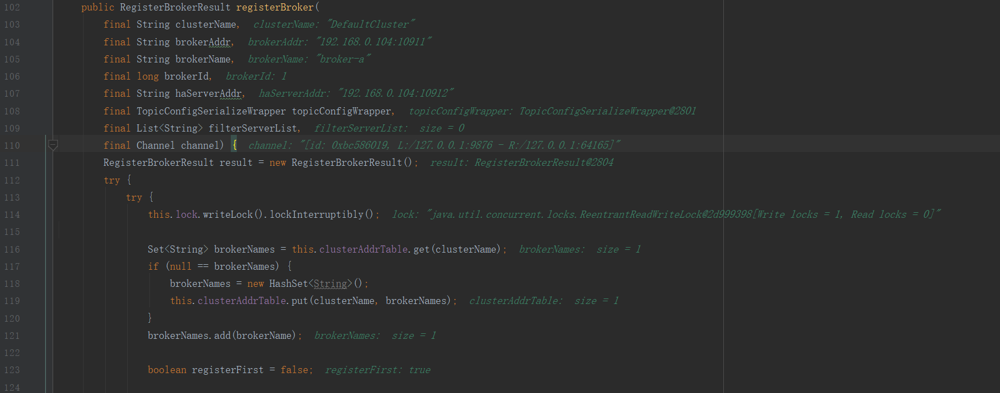 102 public RegisterBrokerResult registerBroker(
103 final String clusterName, clusterName: "DefaultCluster"
104 final String brokerAddr, brokerAddr: "192.168.0.104:10911"
105 final String brokerName, brokerName: "broker-a"
106 final long brokerId, brokerId: 1
107 final String haServerAddr, haServerAddr: "192.168.0.104:10912"
108 final TopicConfigSerializeWrapper topicConfigWrapper, topicConfigWrapper: TopicConfigSerializeWrapper@2801
109 final List<String> filterServerList, filterServerList: size = 0
110 final Channel channel) { channel: "[id: 0xbc586019, L:/127.0.0.1:9876 - R:/127.0.0.1:64165]"
111 RegisterBrokerResult result = new RegisterBrokerResult(); result: RegisterBrokerResult@2804
112 try {
113 try {
114 this.lock.writeLock().lockInterruptibly(); lock: "java.util.concurrent.locks.ReentrantReadWriteLock@2d999398[Write locks = 1, Read locks = 0]"
115
116 Set<String> brokerNames = this.clusterAddrTable.get(clusterName); brokerNames: size = 1
117 if (null == brokerNames) {
118 brokerNames = new HashSet<String>();
119 this.clusterAddrTable.put(clusterName, brokerNames); clusterAddrTable: size = 1
120 }
121 brokerNames.add(brokerName); brokerNames: size = 1
122
123 boolean registerFirst = false; registerFirst: true
124